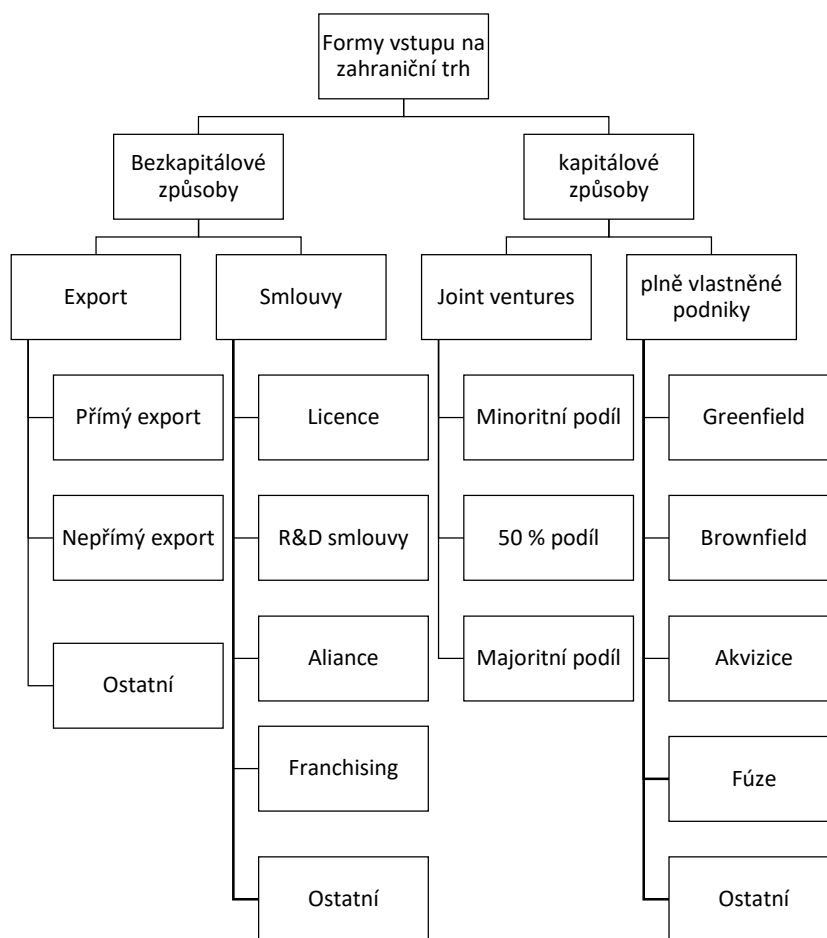 Formy vstupu na
zahraniční trh
Bezkapitálové
způsoby
kapitálové
způsoby
Export
Smlouvy
Joint ventures
plně vlastněné
podniky
Přímý export
Licence
Minoritní podíl
Greenfield
Nepřímý export
R&D smlouvy
50 % podíl
Brownfield
Ostatní
Aliance
Majoritní podíl
Akvizice
Franchising
Fúze
Ostatní
Ostatní